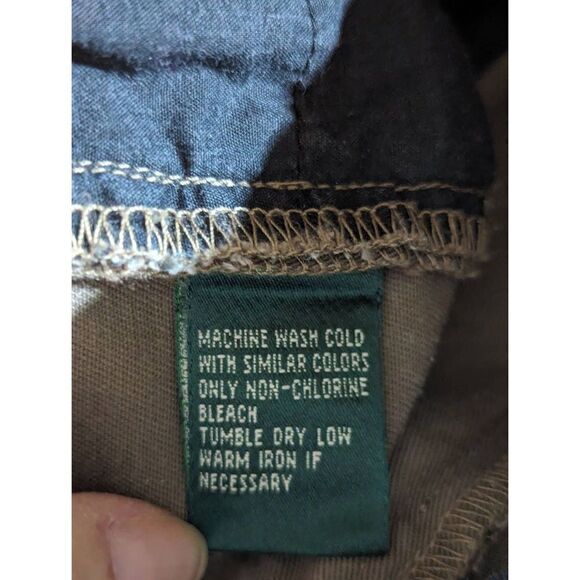 MACHINE WASH COLD
WITH SIMILAR COLORS
ONLY NON-CHLORINE
BLEACH
TUMBLE DRY LOW
WARM IRON IF
NECESSARY